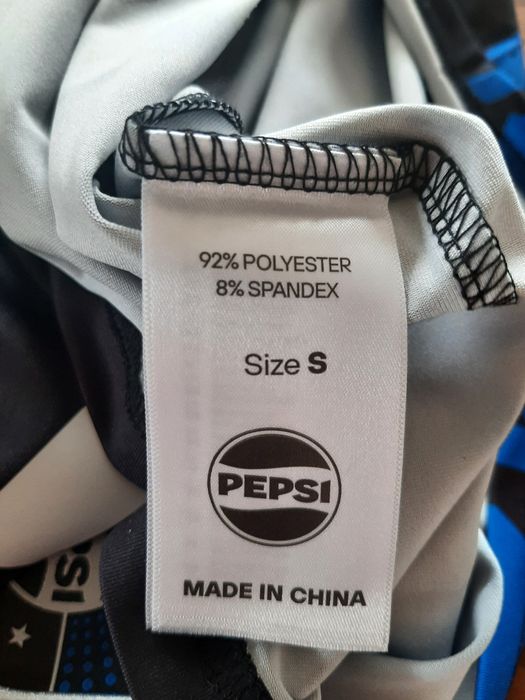 92% POLYESTER
8% SPANDEX
Size S
PEPSI
MADE IN CHINA